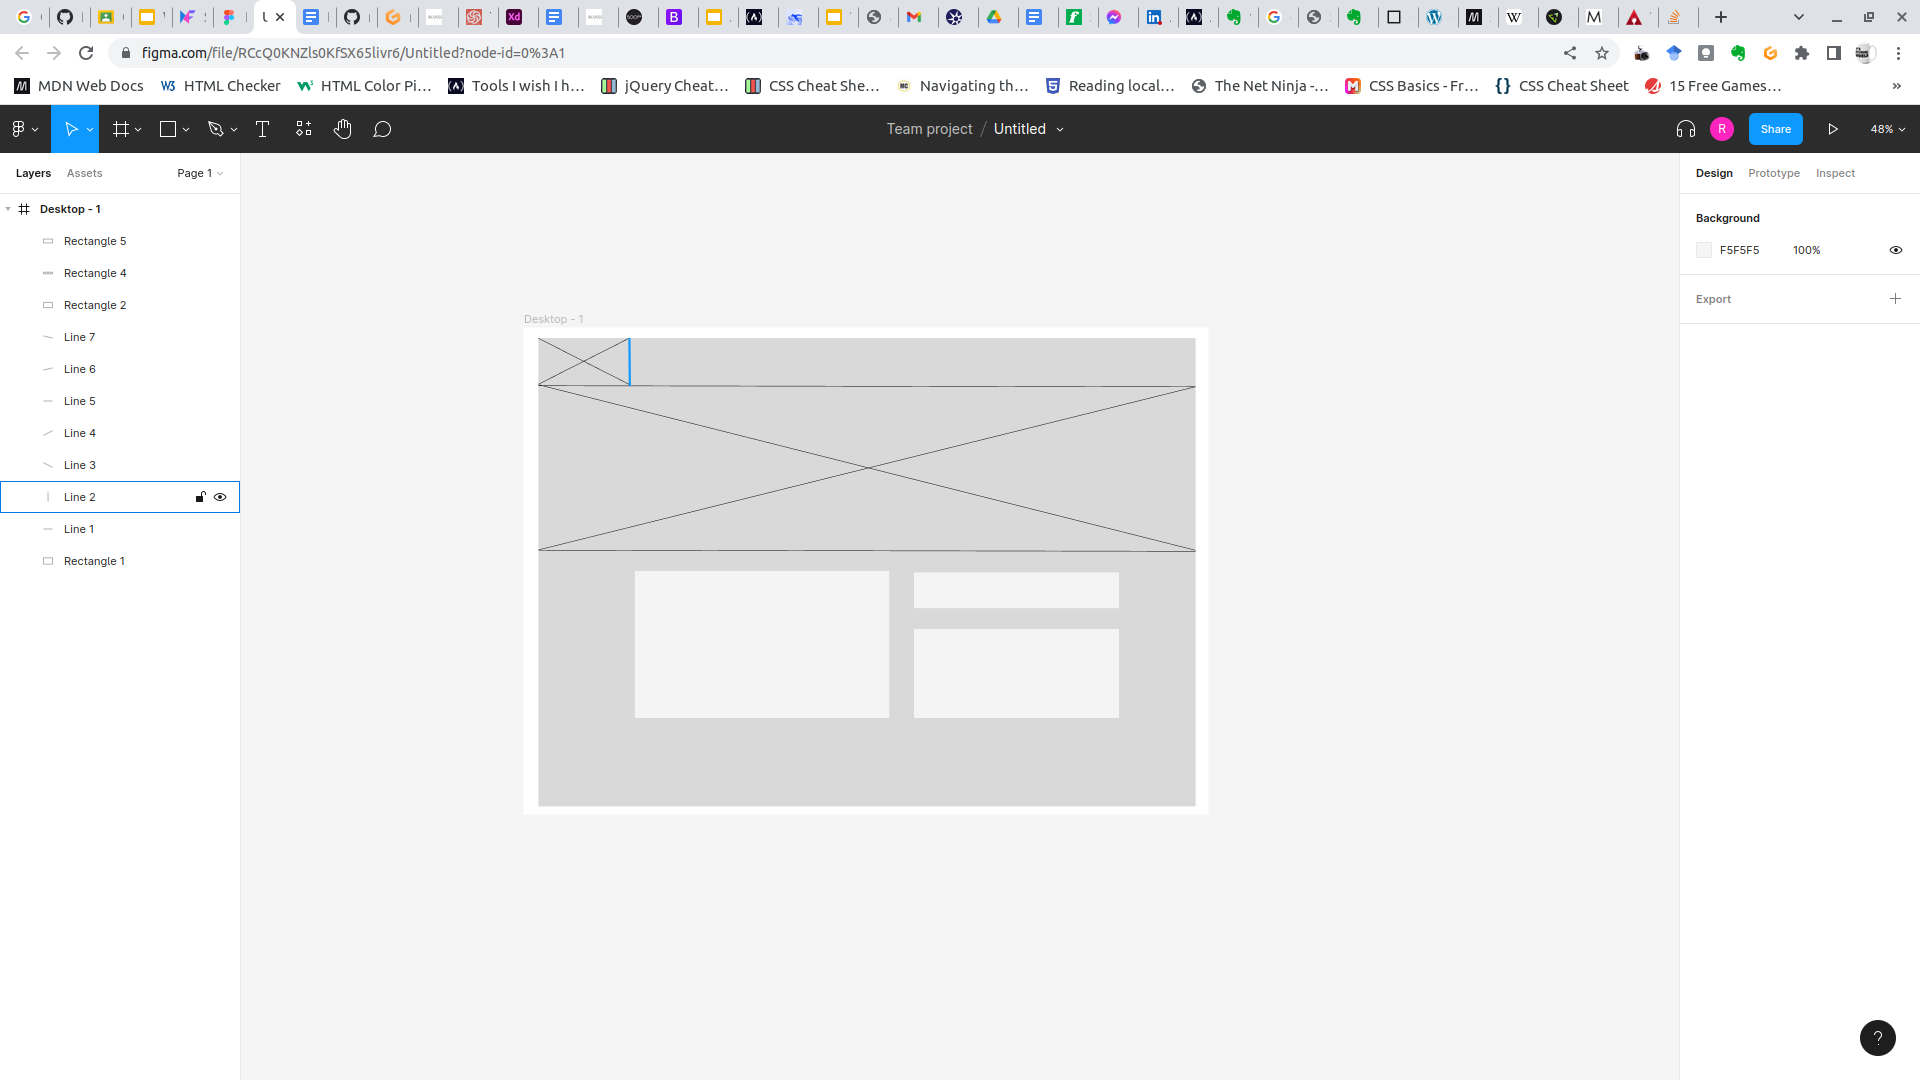 figma.com/file/RCcQ0KNZls0KfSX65livr6/Untitled?node-id=0%3A1
MDN Web Docs
HTML Checker
HTML Color Pi...
Tools I wish I h...
jQuery Cheat...
CSS Cheat She...
Navigating th...
Reading local...
The Net Ninja -...
CSS Basics - Fr...
CSS Cheat Sheet
15 Free Games...
»
Team project / Untitled
R
Share
48%
Layers
Assets
Page 1
Design
Prototype
Inspect
Desktop - 1
Rectangle 5
Rectangle 4
Rectangle 2
Line 7
Line 6
Line 5
Line 4
Line 3
Line 2
Line 1
Rectangle 1
Desktop - 1
Background
F5F5F5 100%
Export
?